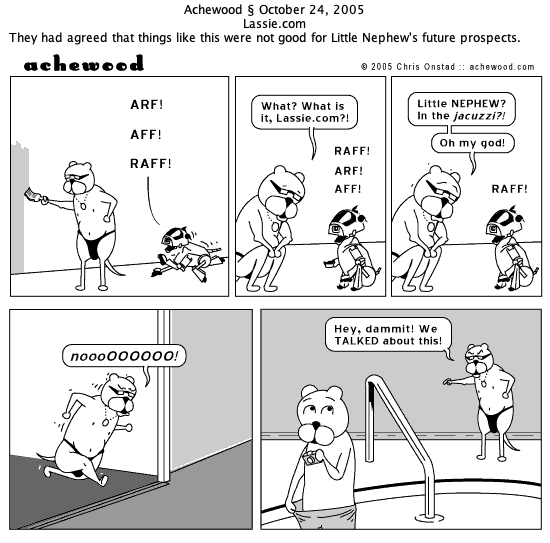 Achewood § October 24, 2005
Lassie.com
They had agreed that things like this were not good for Little Nephew's future prospects.
achewood
© 2005 Chris Onstad :: achewood.com
ARF!
AFF!
RAFF!
What? What is
it, Lassie.com?!
RAFF!
ARF!
AFF!
Little NEPHEW?
In the jacuzzi?!
Oh my god!
RAFF!
noooOOOOOO!
Hey, dammit! We
TALKED about this!